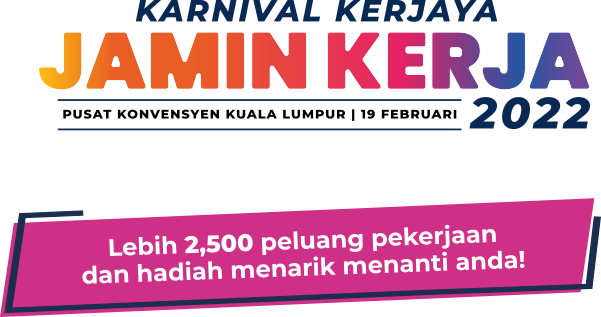 KARNIVAL KERJAYA
JAMIN KERJA
PUSAT KONVENSYEN KUALA LUMPUR | 19 FEBRUARI 2022
Lebih 2,500 peluang pekerjaan
dan hadiah menarik menanti anda!